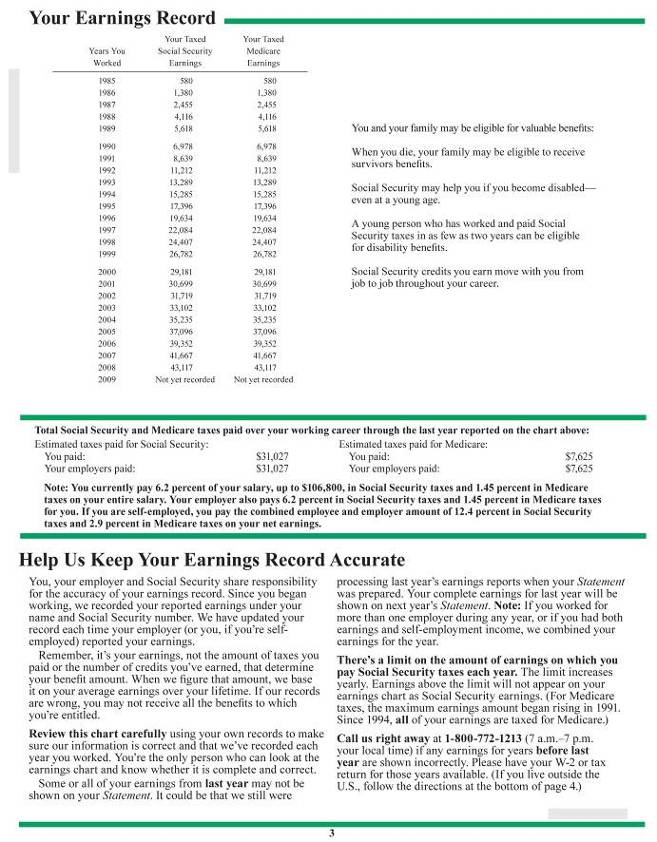 Your Earnings Record
Years You Worked Your Taxed Social Security Earnings Your Taxed Medicare Earnings
1985 580 580
1986 1,380 1,380
1987 2,455 2,455
1988 4,116 4,116
1989 5,618 5,618
1990 6,978 6,978
1991 8,639 8,639
1992 11,212 11,212
1993 13,289 13,289
1994 15,285 15,285
1995 17,396 17,396
1996 19,634 19,634
1997 22,084 22,084
1998 24,407 24,407
1999 26,782 26,782
2000 29,181 29,181
2001 30,699 30,699
2002 31,719 31,719
2003 33,102 33,102
2004 35,235 35,235
2005 37,096 37,096
2006 39,352 39,352
2007 41,667 41,667
2008 43,117 43,117
2009 Not yet recorded Not yet recorded
You and your family may be eligible for valuable benefits:
When you die, your family may be eligible to receive
survivors benefits.
Social Security may help you if you become disabled—
even at a young age.
A young person who has worked and paid Social
Security taxes in as few as two years can be eligible
for disability benefits.
Social Security credits you earn move with you from
job to job throughout your career.
Total Social Security and Medicare taxes paid over your working career through the last year reported on the chart above:
Estimated taxes paid for Social Security: Estimated taxes paid for Medicare:
You paid: $31,027 You paid: $7,625
Your employers paid: $31,027 Your employers paid: $7,625
Note: You currently pay 6.2 percent of your salary, up to $106,800, in Social Security taxes and 1.45 percent in Medicare
taxes on your entire salary. Your employer also pays 6.2 percent in Social Security taxes and 1.45 percent in Medicare taxes
for you. If you are self-employed, you pay the combined employee and employer amount of 12.4 percent in Social Security
taxes and 2.9 percent in Medicare taxes on your net earnings.
Help Us Keep Your Earnings Record Accurate
You, your employer and Social Security share responsibility
for the accuracy of your earnings record. Since you began
working, we recorded your reported earnings under your
name and Social Security number. We have updated your
record each time your employer (or you, if you're self-
employed) reported your earnings.
Remember, it's your earnings, not the amount of taxes you
paid or the number of credits you've earned, that determine
your benefit amount. When we figure that amount, we base
it on your average earnings over your lifetime. If our records
are wrong, you may not receive all the benefits to which
you're entitled.
Review this chart carefully using your own records to make
sure our information is correct and that we've recorded each
year you worked. You're the only person who can look at the
earnings chart and know whether it is complete and correct.
Some or all of your earnings from last year may not be
shown on your Statement. It could be that we still were
processing last year's earnings reports when your Statement
was prepared. Your complete earnings for last year will be
shown on next year's Statement. Note: If you worked for
more than one employer during any year, or if you had both
earnings and self-employment income, we combined your
earnings for the year.
There's a limit on the amount of earnings on which you
pay Social Security taxes each year. The limit increases
yearly. Earnings above the limit will not appear on your
earnings chart as Social Security earnings. (For Medicare
taxes, the maximum earnings amount began rising in 1991.
Since 1994, all of your earnings are taxed for Medicare.)
Call us right away at 1-800-772-1213 (7 a.m.–7 p.m.
your local time) if any earnings for years before last
year are shown incorrectly. Please have your W-2 or tax
return for those years available. (If you live outside the
U.S., follow the directions at the bottom of page 4.)
3